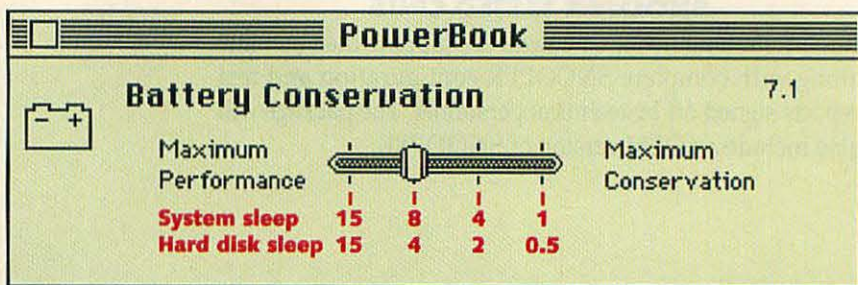 PowerBook
Battery Conservation
7.1
Maximum Performance
Maximum Conservation
System sleep 15 8 4 1
Hard disk sleep 15 4 2 0.5